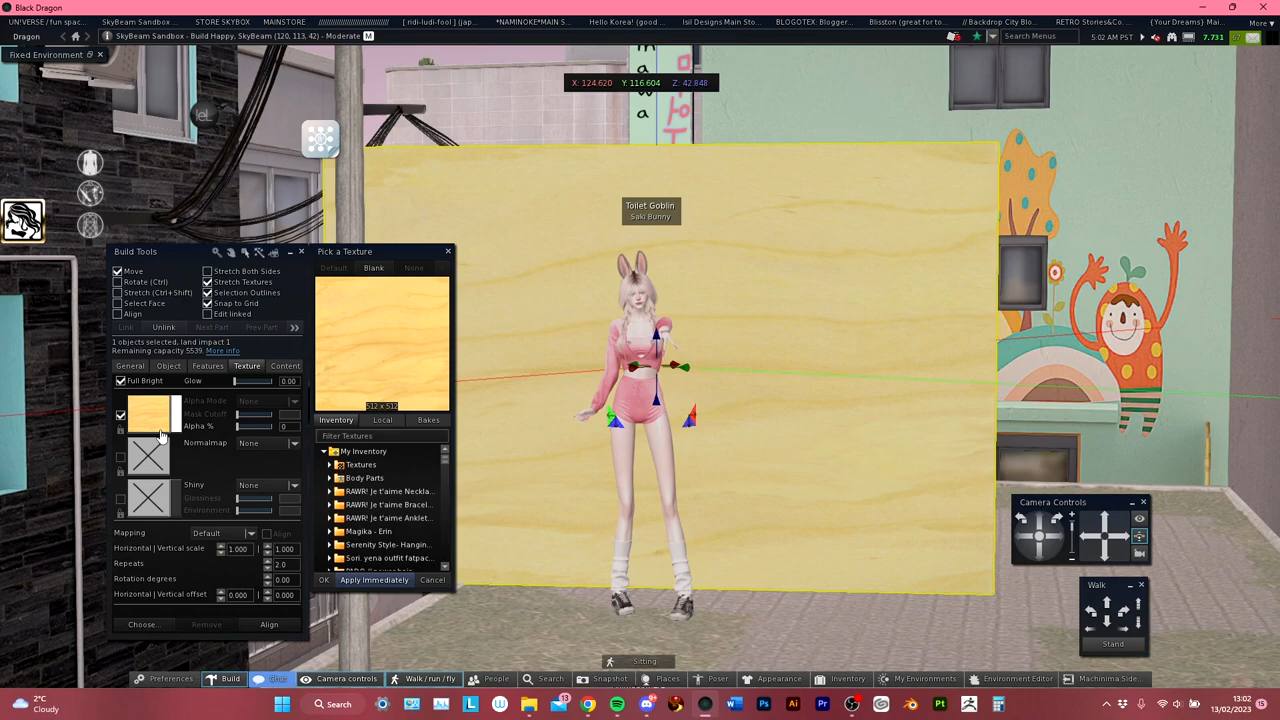 Black Dragon
UN!VERSE / fun spac...
SkyBeam Sandbox ...
STORE SKYBOX
MAINSTORE
////////////////////////////////////
[ ridi-ludi-fool ] (jap...
*NAMINOKE*MAIN S...
Hello Korea! (good ...
Isil Designs Main Sto...
BLOGOTEX: Blogger...
Blisston (great for to...
// Backdrop City Blo...
RETRO Stories&Co. ...
{Your Dreams} Mai...
More
Dragon
SkyBeam Sandbox - Build Happy, SkyBeam (120, 113, 42) - Moderate M
5:02 AM PST
Search Menus
7.731
67
Fixed Environment
X: 124.620 Y: 116.604 Z: 42.848
Toilet Goblin
Saki Bunny
Build Tools
Move
Stretch Both Sides
Rotate (Ctrl)
Stretch Textures
Stretch (Ctrl+Shift)
Selection Outlines
Select Face
Snap to Grid
Align
Edit linked
Link
Unlink
Next Part
Prev Part
1 objects selected, land impact 1
Remaining capacity 5539. More info
General
Object
Features
Texture
Content
Full Bright
Glow
0.00
Alpha Mode
None
Mask Cutoff
Alpha %
0
Normalmap
None
Shiny
None
Glossiness
Environment
Mapping
Default
Align
Horizontal | Vertical scale
1.000 | 1.000
Repeats
2.0
Rotation degrees
0.00
Horizontal | Vertical offset
0.000 | 0.000
Choose...
Remove
Align
Pick a Texture
Default
Blank
None
512 x 512
Inventory
Local
Bakes
Filter Textures
My Inventory
Textures
Body Parts
RAWR! Je t'aime Neckla...
RAWR! Je t'aime Bracel...
RAWR! Je t'aime Anklet...
Magika - Erin
Serenity Style- Hangin...
Sori. yena outfit fatpac...
OK
Apply Immediately
Cancel
Camera Controls
Walk
Stand
Sitting
Preferences
Build
Chat
Camera controls
Walk / run / fly
People
Search
Snapshot
Places
Poser
Appearance
Inventory
My Environments
Environment Editor
Machinima Side...
2°C
Cloudy
Search
13
13:02
13/02/2023